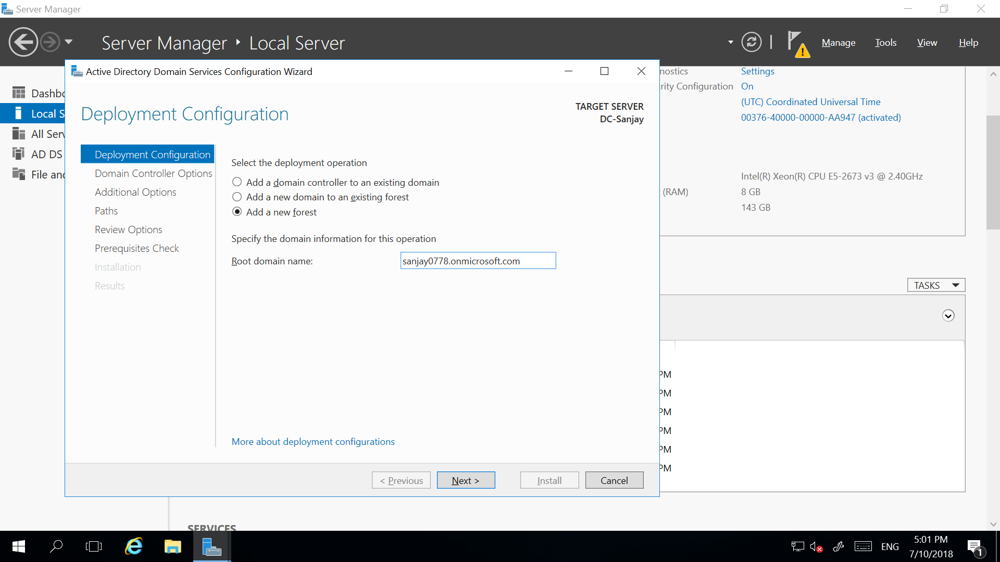 Server Manager
Server Manager ‣ Local Server
Manage Tools View Help
Active Directory Domain Services Configuration Wizard
Deployment Configuration
TARGET SERVER
DC-Sanjay
Local S
AD DS
Deployment Configuration
Domain Controller Options
Additional Options
Paths
Review Options
Prerequisites Check
Installation
Results
Select the deployment operation
Add a domain controller to an existing domain
Add a new domain to an existing forest
Add a new forest
Specify the domain information for this operation
Root domain name: sanjay0778.onmicrosoft.com
More about deployment configurations
< Previous Next > Install Cancel
nostics Settings
rity Configuration On
(UTC) Coordinated Universal Time
00376-40000-00000-AA947 (activated)
Intel(R) Xeon(R) CPU E5-2673 v3 @ 2.40GHz
(RAM) 8 GB
143 GB
TASKS
PM
PM
PM
PM
PM
PM
SERVICES
ENG
5:01 PM
7/10/2018
1